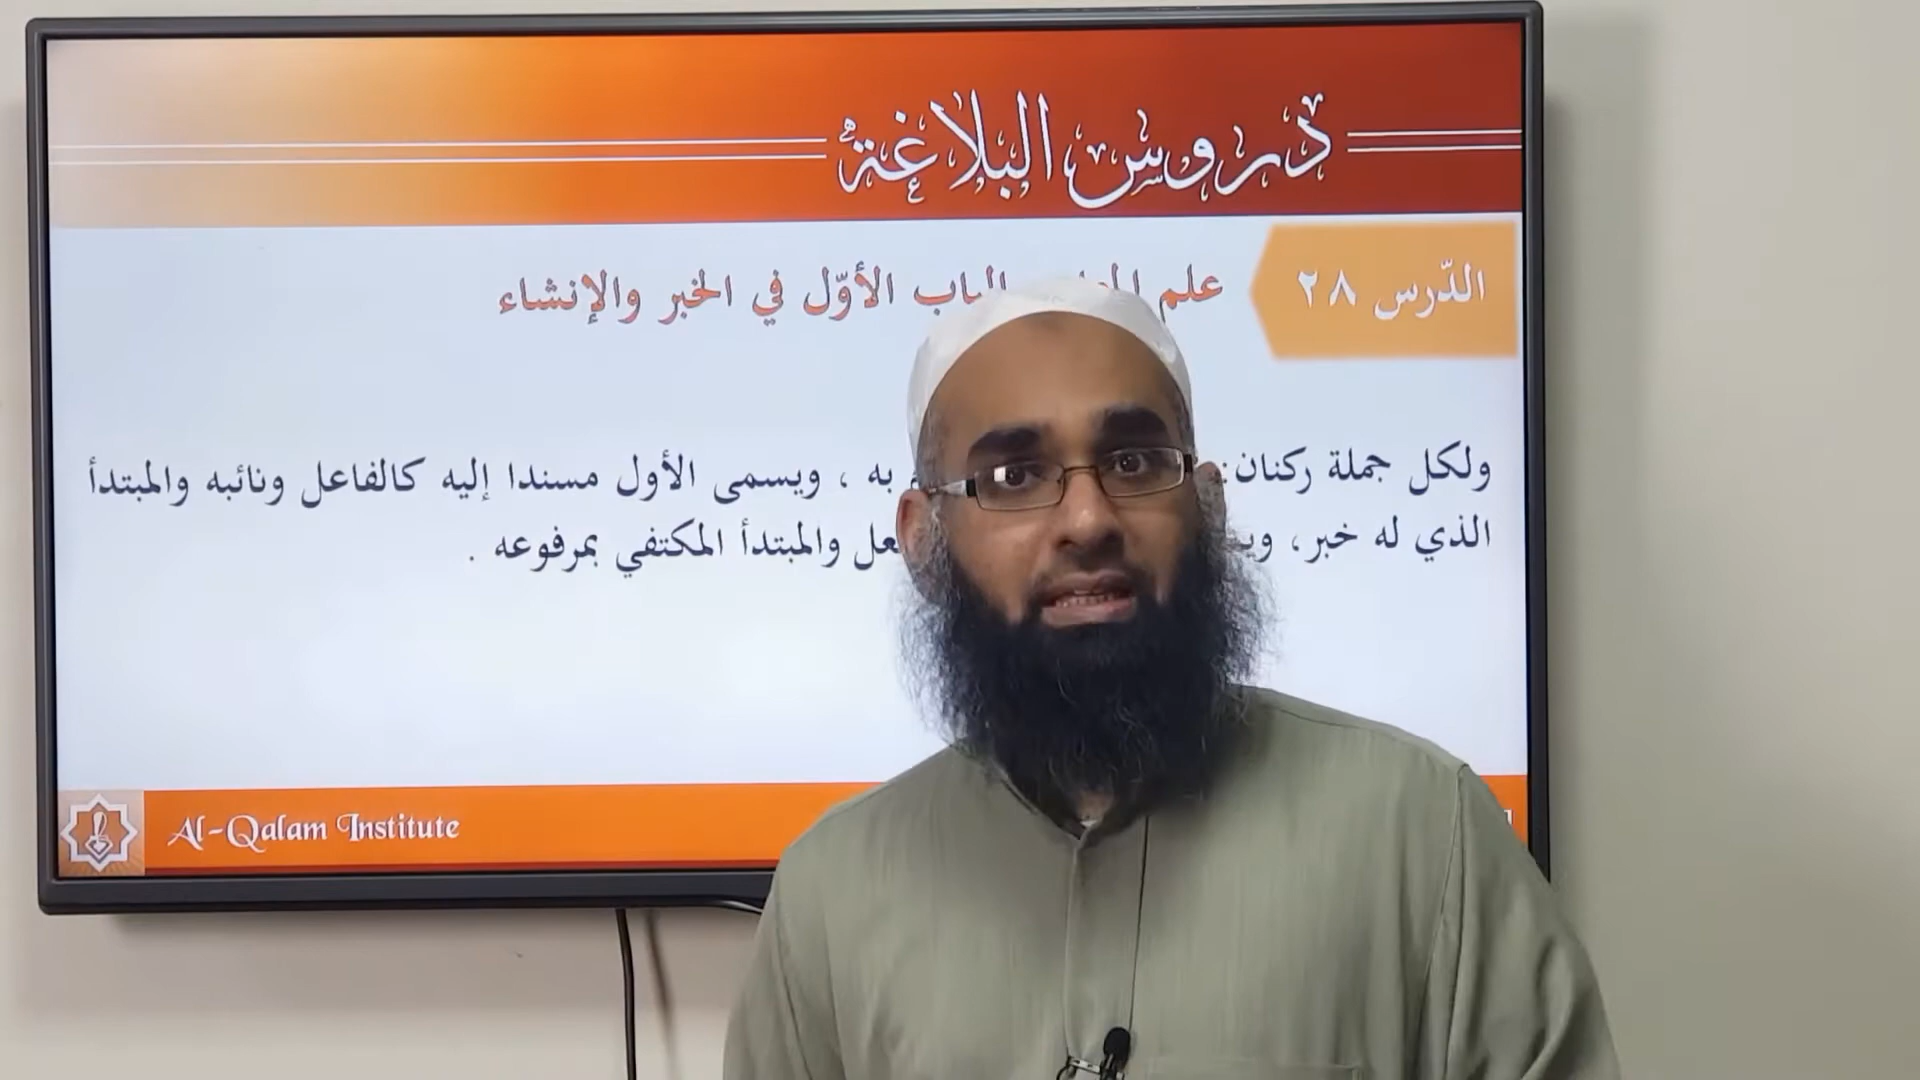 دروس البلاغة
الدّرس ٢٨
علم الباب الأوّل في الخبر والإنشاء
ولكل جملة ركنان: به ، ويسمى الأول مسندا إليه كالفاعل ونائبه والمبتدأ
الذي له خبر، والمبتدأ المكتفي بمرفوعه .
Al-Qalam Institute